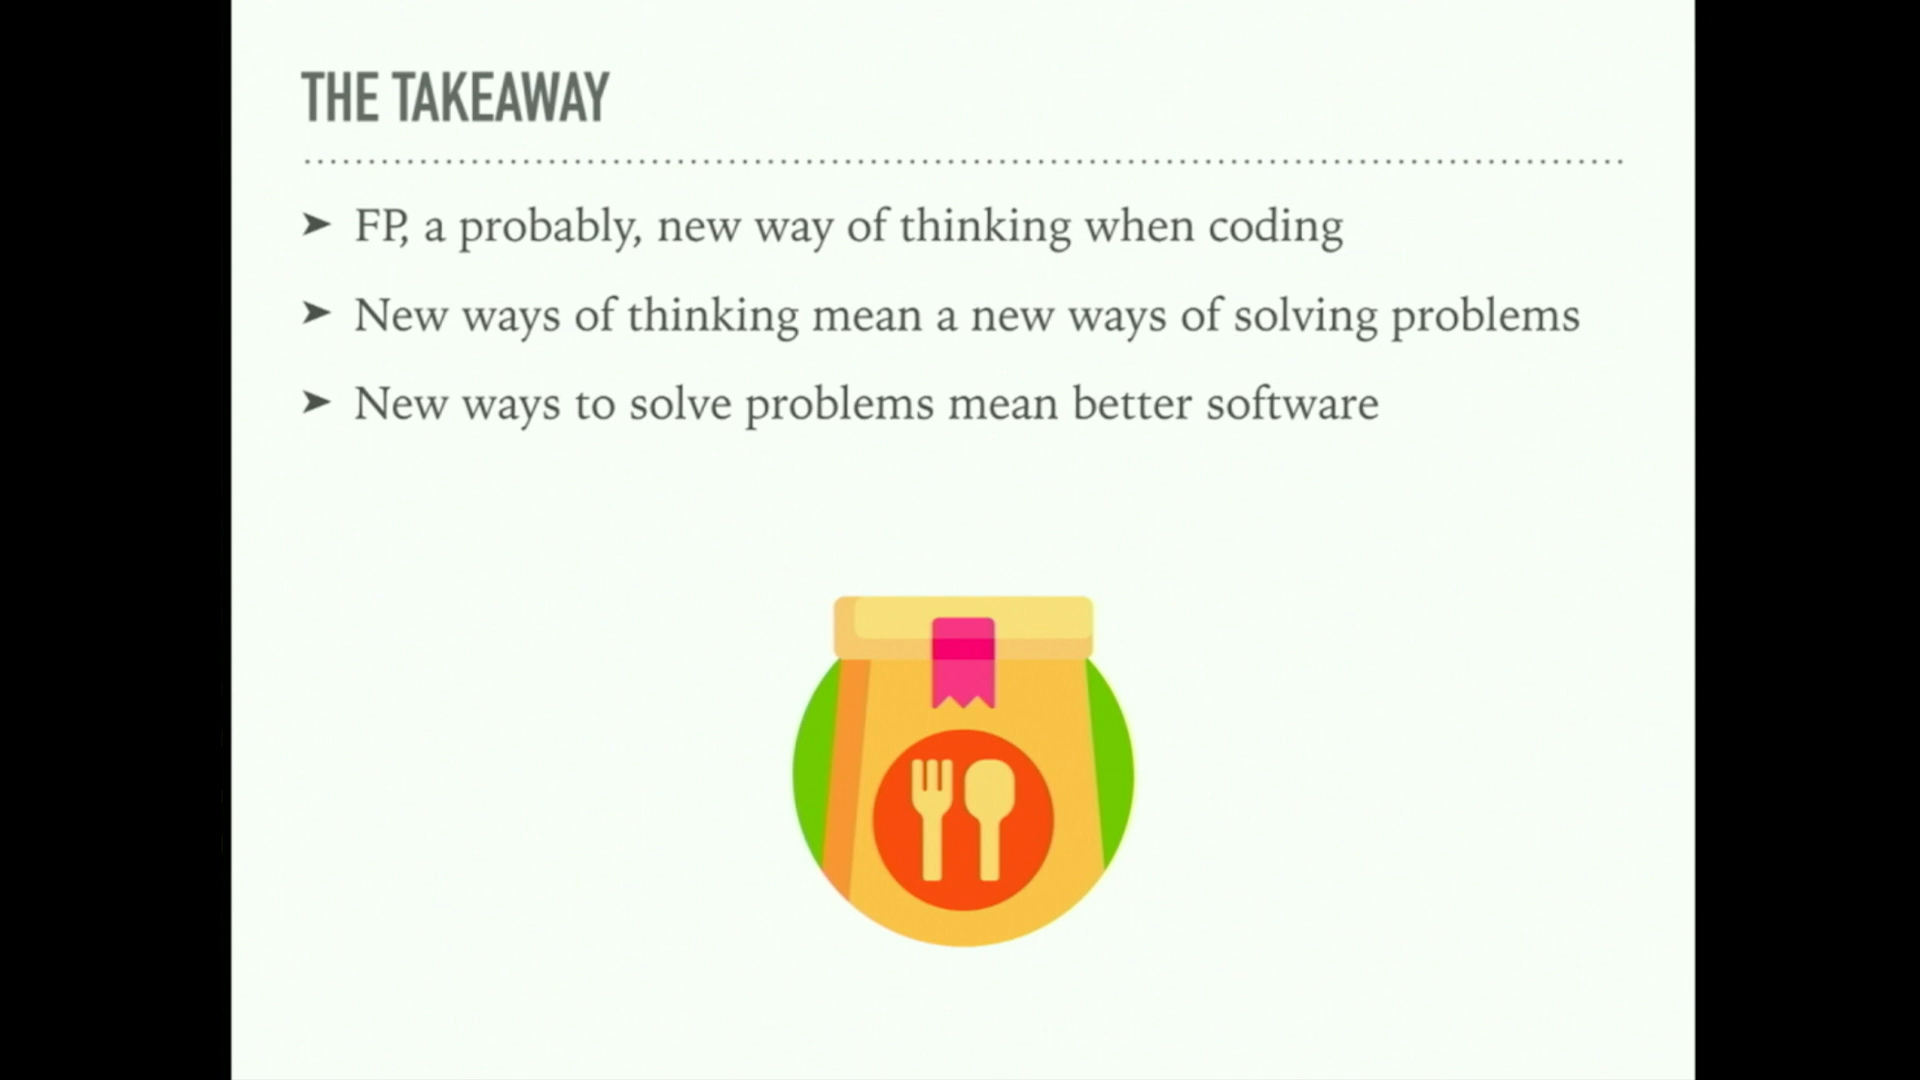 THE TAKEAWAY
➤ FP, a probably, new way of thinking when coding
➤ New ways of thinking mean a new ways of solving problems
➤ New ways to solve problems mean better software